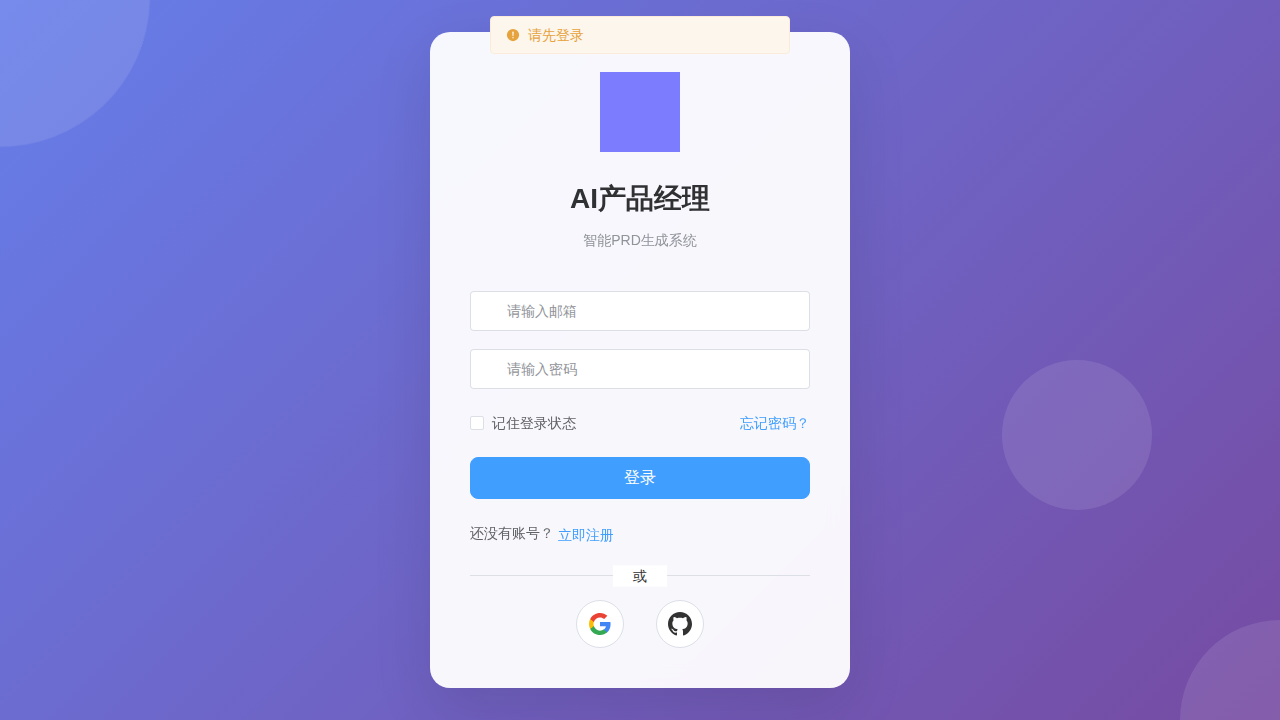 请先登录
AI产品经理
智能PRD生成系统
请输入邮箱
请输入密码
记住登录状态
忘记密码？
登录
还没有账号？ 立即注册
或